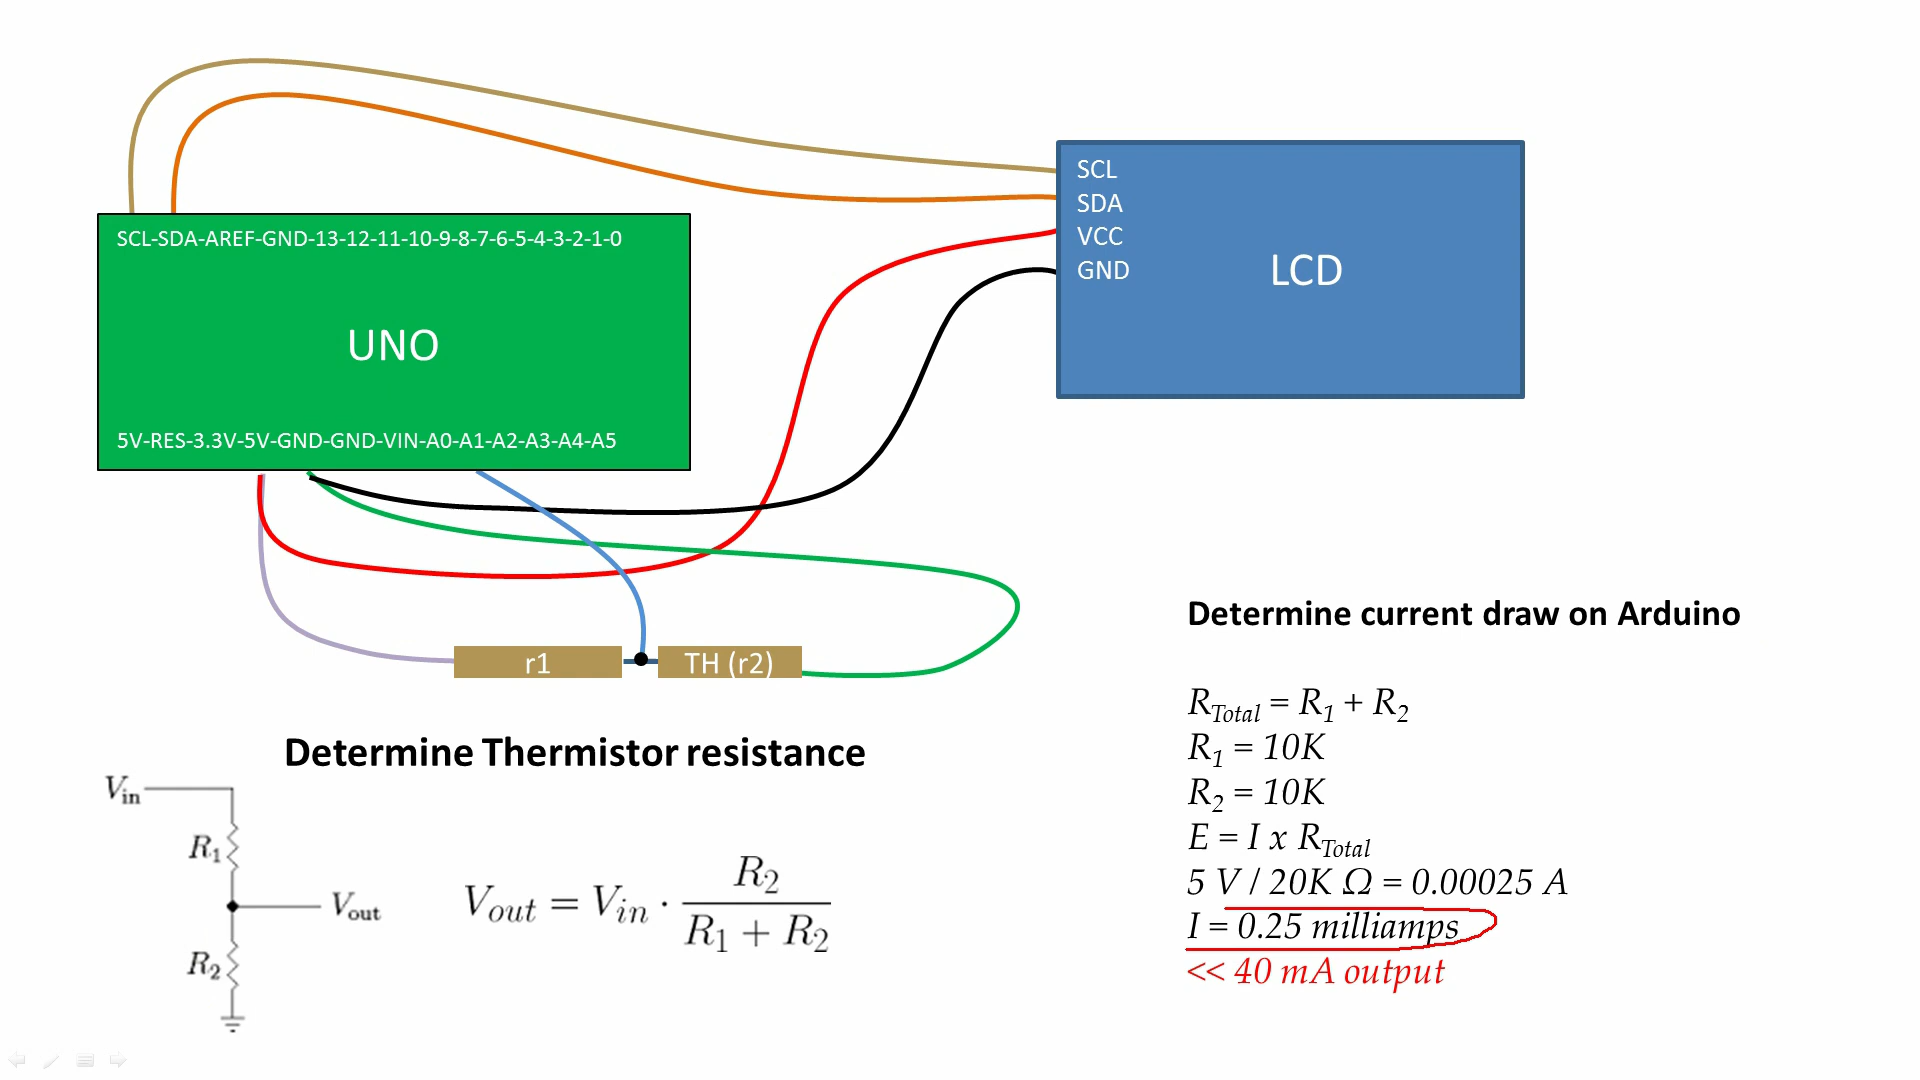 SCL-SDA-AREF-GND-13-12-11-10-9-8-7-6-5-4-3-2-1-0
UNO
5V-RES-3.3V-5V-GND-GND-VIN-A0-A1-A2-A3-A4-A5
SCL
SDA
VCC
GND
LCD
r1
TH (r2)
Determine Thermistor resistance
Vin
R1
Vout
R2
Vout = Vin · R2 / (R1 + R2)
Determine current draw on Arduino
RTotal = R1 + R2
R1 = 10K
R2 = 10K
E = I x RTotal
5 V / 20K Ω = 0.00025 A
I = 0.25 milliamps
<< 40 mA output